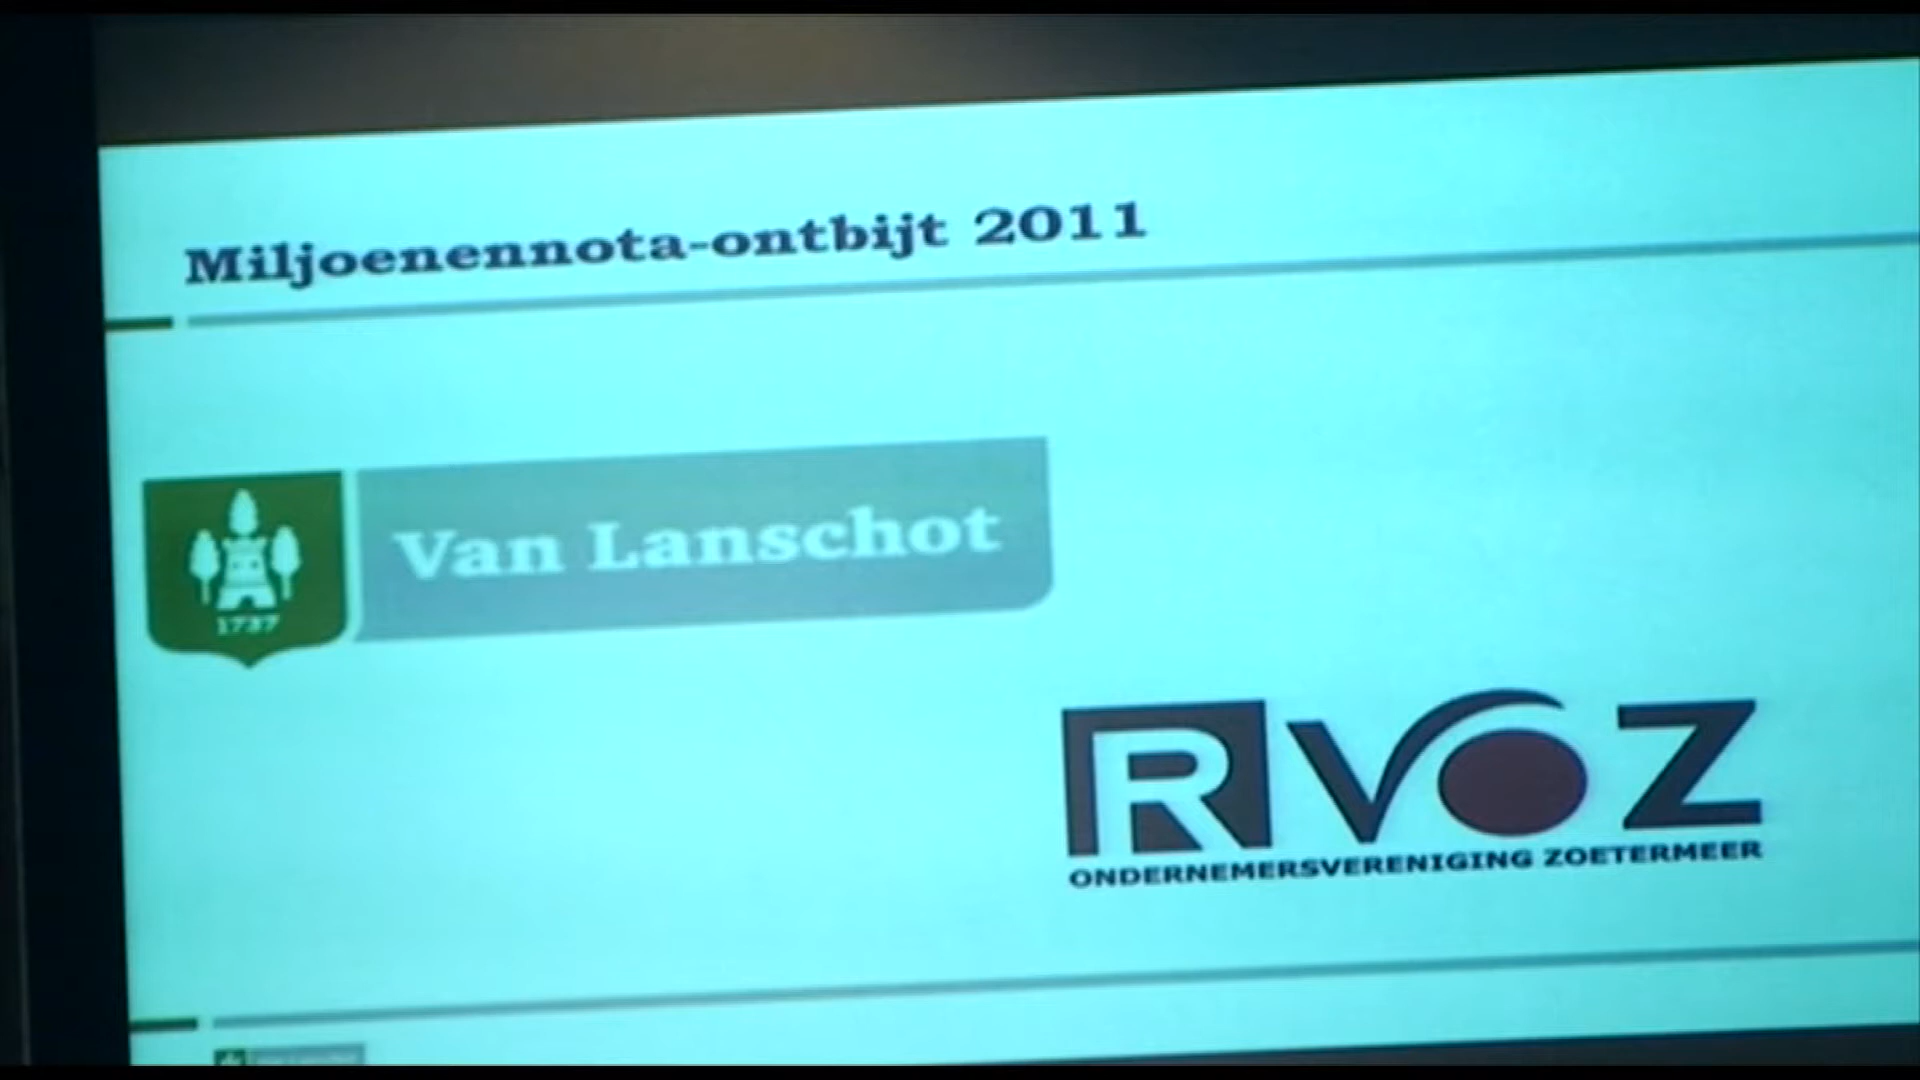 Miljoenennota-ontbijt 2011
Van Lanschot
1737
RVOZ
ONDERNEMERSVERENIGING ZOETERMEER